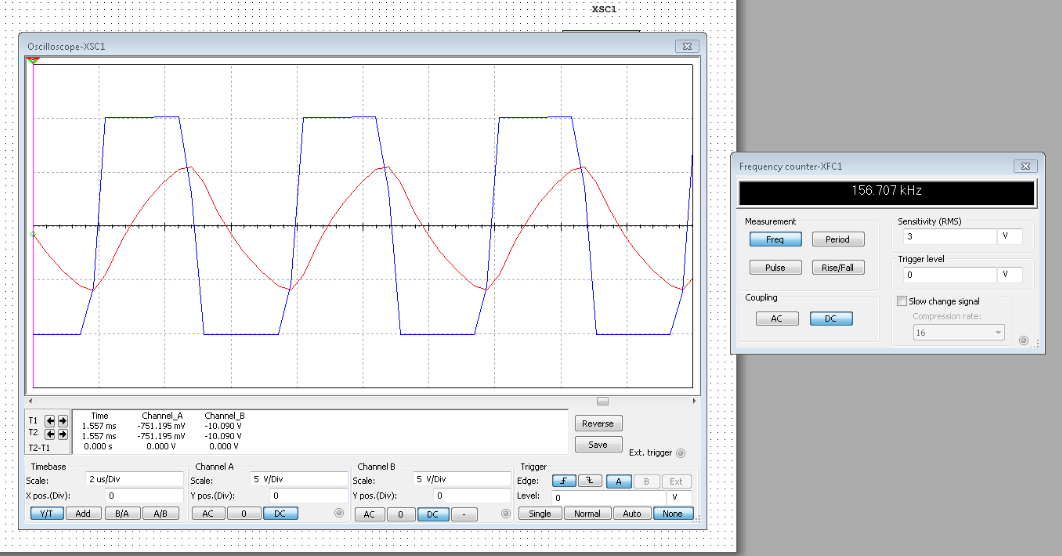 XSC1
Oscilloscope-XSC1
Time Channel_A Channel_B
T1 1.557 ms -751.195 mV -10.090 V
T2 1.557 ms -751.195 mV -10.090 V
T2-T1 0.000 s 0.000 V 0.000 V
Reverse
Save
Ext. trigger
Timebase
Scale: 2 us/Div
X pos.(Div): 0
Y/T Add B/A A/B
Channel A
Scale: 5 V/Div
Y pos.(Div): 0
AC 0 DC
Channel B
Scale: 5 V/Div
Y pos.(Div): 0
AC 0 DC -
Trigger
Edge: A B Ext
Level: 0 V
Single Normal Auto None
Frequency counter-XFC1
156.707 kHz
Measurement
Freq Period
Pulse Rise/Fall
Coupling
AC DC
Sensitivity (RMS)
3 V
Trigger level
0 V
Slow change signal
Compression rate:
16